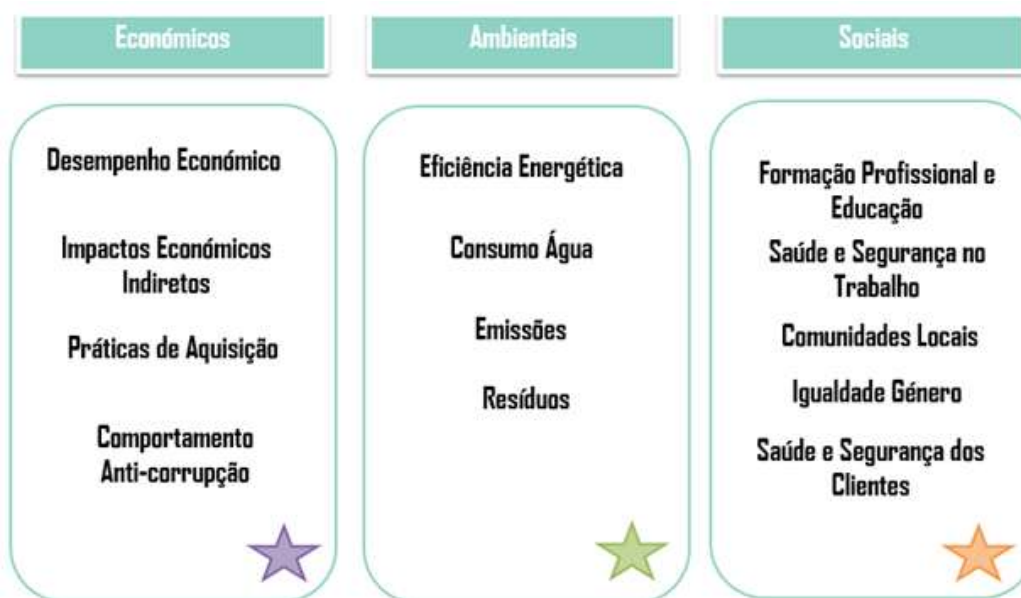 Económicos
Desempenho Económico
Impactos Económicos
Indiretos
Práticas de Aquisição
Comportamento
Anti-corrupção
Ambientais
Eficiência Energética
Consumo Água
Emissões
Resíduos
Sociais
Formação Profissional e
Educação
Saúde e Segurança no
Trabalho
Comunidades Locais
Igualdade Género
Saúde e Segurança dos
Clientes